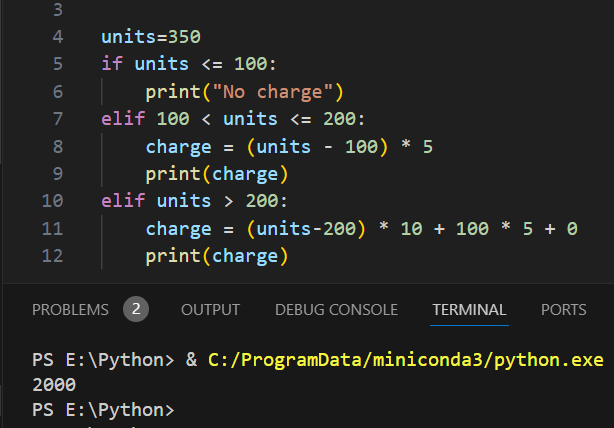 3
4 units=350
5 if units <= 100:
6     print("No charge")
7 elif 100 < units <= 200:
8     charge = (units - 100) * 5
9     print(charge)
10 elif units > 200:
11     charge = (units-200) * 10 + 100 * 5 + 0
12     print(charge)
PROBLEMS 2 OUTPUT DEBUG CONSOLE TERMINAL PORTS
PS E:\Python> & C:/ProgramData/miniconda3/python.exe
2000
PS E:\Python>